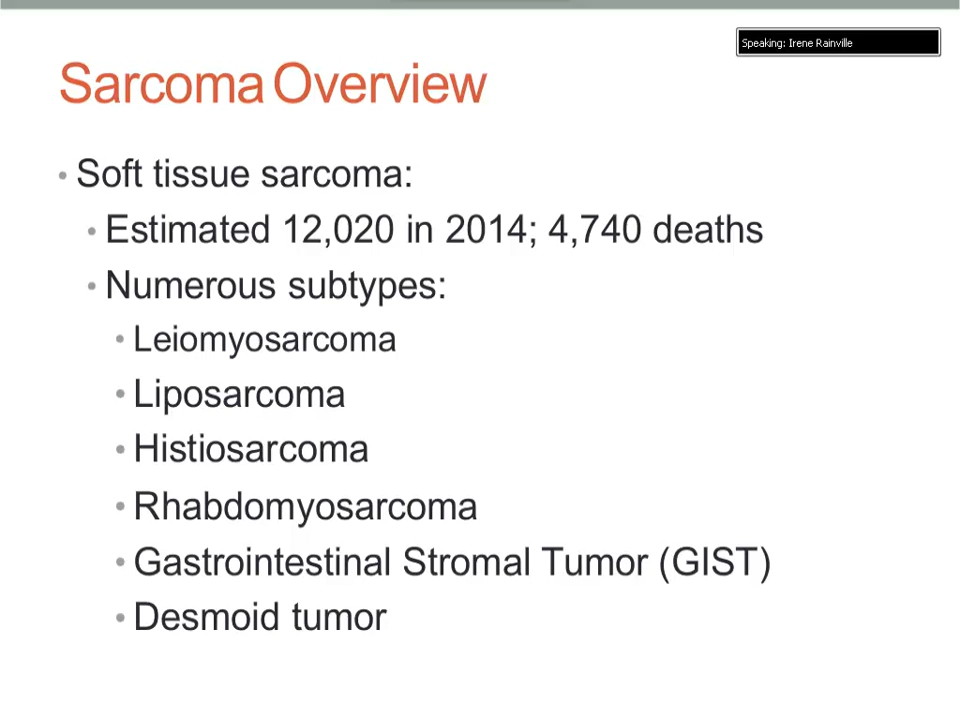 Speaking: Irene Rainville
Sarcoma Overview
• Soft tissue sarcoma:
• Estimated 12,020 in 2014; 4,740 deaths
• Numerous subtypes:
• Leiomyosarcoma
• Liposarcoma
• Histiosarcoma
• Rhabdomyosarcoma
• Gastrointestinal Stromal Tumor (GIST)
• Desmoid tumor